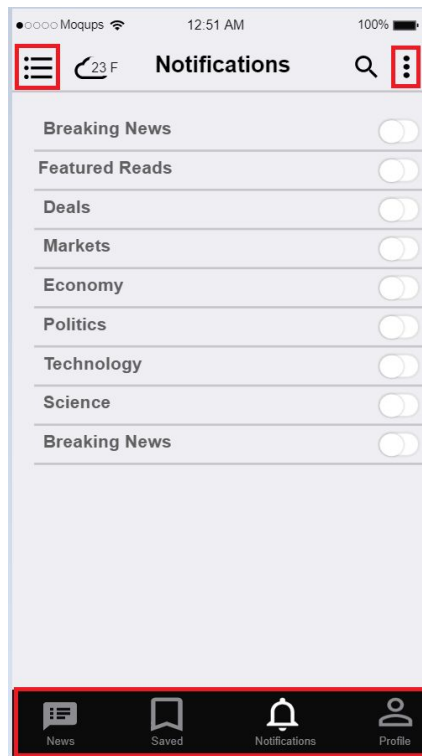 Moqups 12:51 AM 100%
23 F Notifications
Breaking News
Featured Reads
Deals
Markets
Economy
Politics
Technology
Science
Breaking News
News Saved Notifications Profile